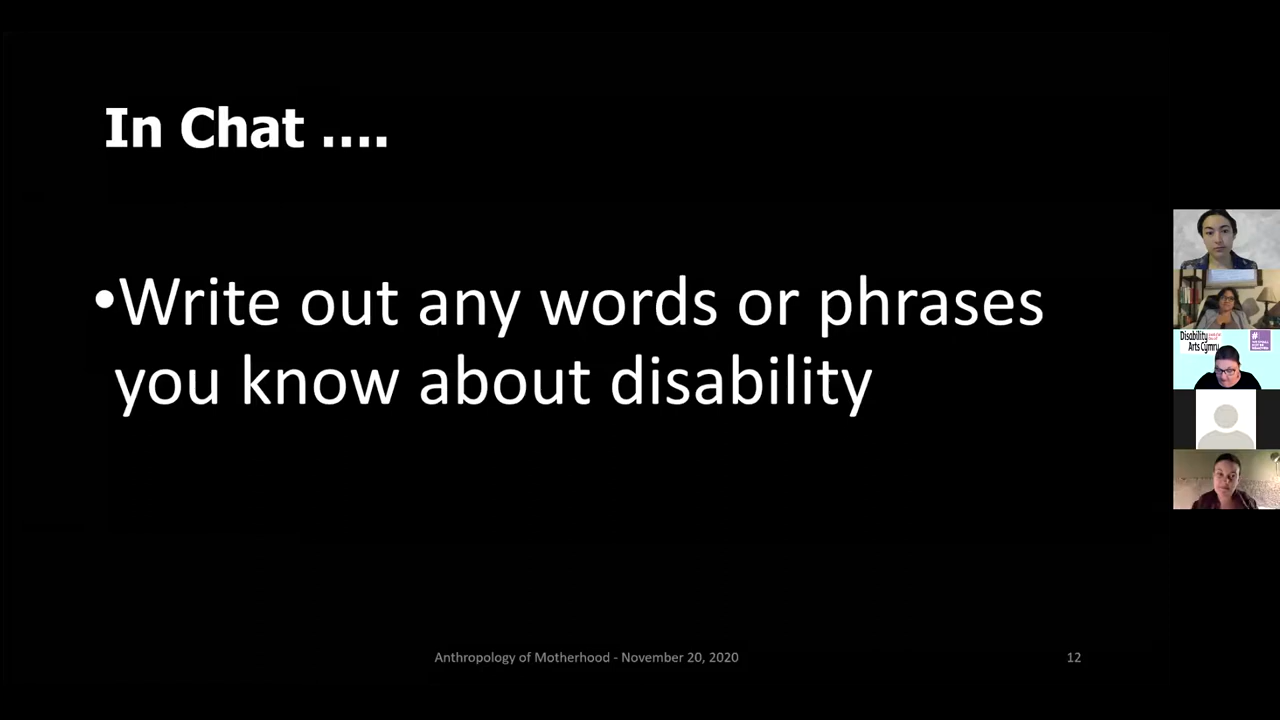 In Chat ....
•Write out any words or phrases
you know about disability
Disability
Arts Cymru
Anthropology of Motherhood - November 20, 2020
12